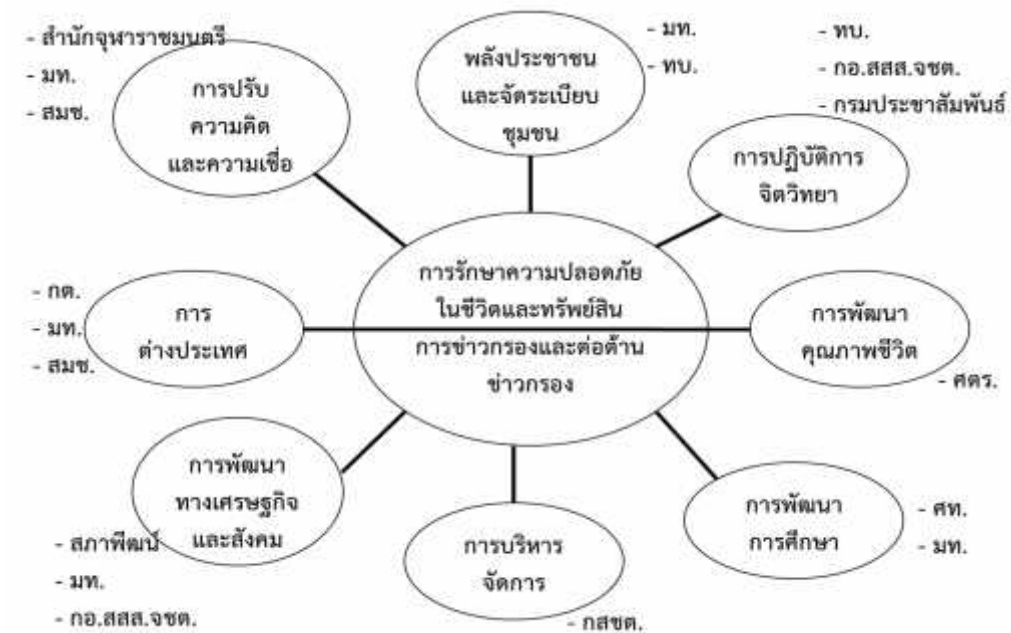 - สำนักจุฬาราชมนตรี
- มท.
- สมช.
การปรับ
ความคิด
และความเชื่อ
พลังประชาชน
และจัดระเบียบ
ชุมชน
- มท.
- ทบ.
- ทบ.
- กอ.สสส.จชต.
- กรมประชาสัมพันธ์
การปฏิบัติการ
จิตวิทยา
การรักษาความปลอดภัย
ในชีวิตและทรัพย์สิน
การข่าวกรองและต่อต้าน
ข่าวกรอง
- กต.
- มท.
- สมช.
การ
ต่างประเทศ
การพัฒนา
คุณภาพชีวิต
- ศตร.
การพัฒนา
ทางเศรษฐกิจ
และสังคม
- สภาพีฒน์
- มท.
- กอ.สสส.จชต.
การบริหาร
จัดการ
- กสชต.
การพัฒนา
การศึกษา
- ศท.
- มท.